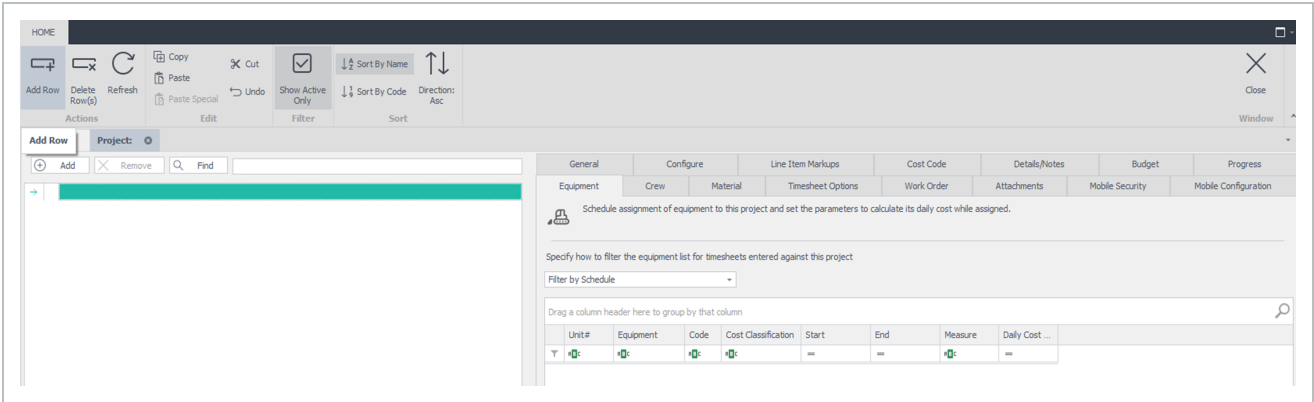 HOME
Add Row
Delete
Row(s)
Refresh
Copy
Paste
Paste Special
Cut
Undo
Show Active
Only
Sort By Name
Sort By Code
Direction:
Asc
Close
Actions
Edit
Filter
Sort
Window
Add Row
Project:
Add
Remove
Find
General
Configure
Line Item Markups
Cost Code
Details/Notes
Budget
Progress
Equipment
Crew
Material
Timesheet Options
Work Order
Attachments
Mobile Security
Mobile Configuration
Schedule assignment of equipment to this project and set the parameters to calculate its daily cost while assigned.
Specify how to filter the equipment list for timesheets entered against this project
Filter by Schedule
Drag a column header here to group by that column
Unit#
Equipment
Code
Cost Classification
Start
End
Measure
Daily Cost ...